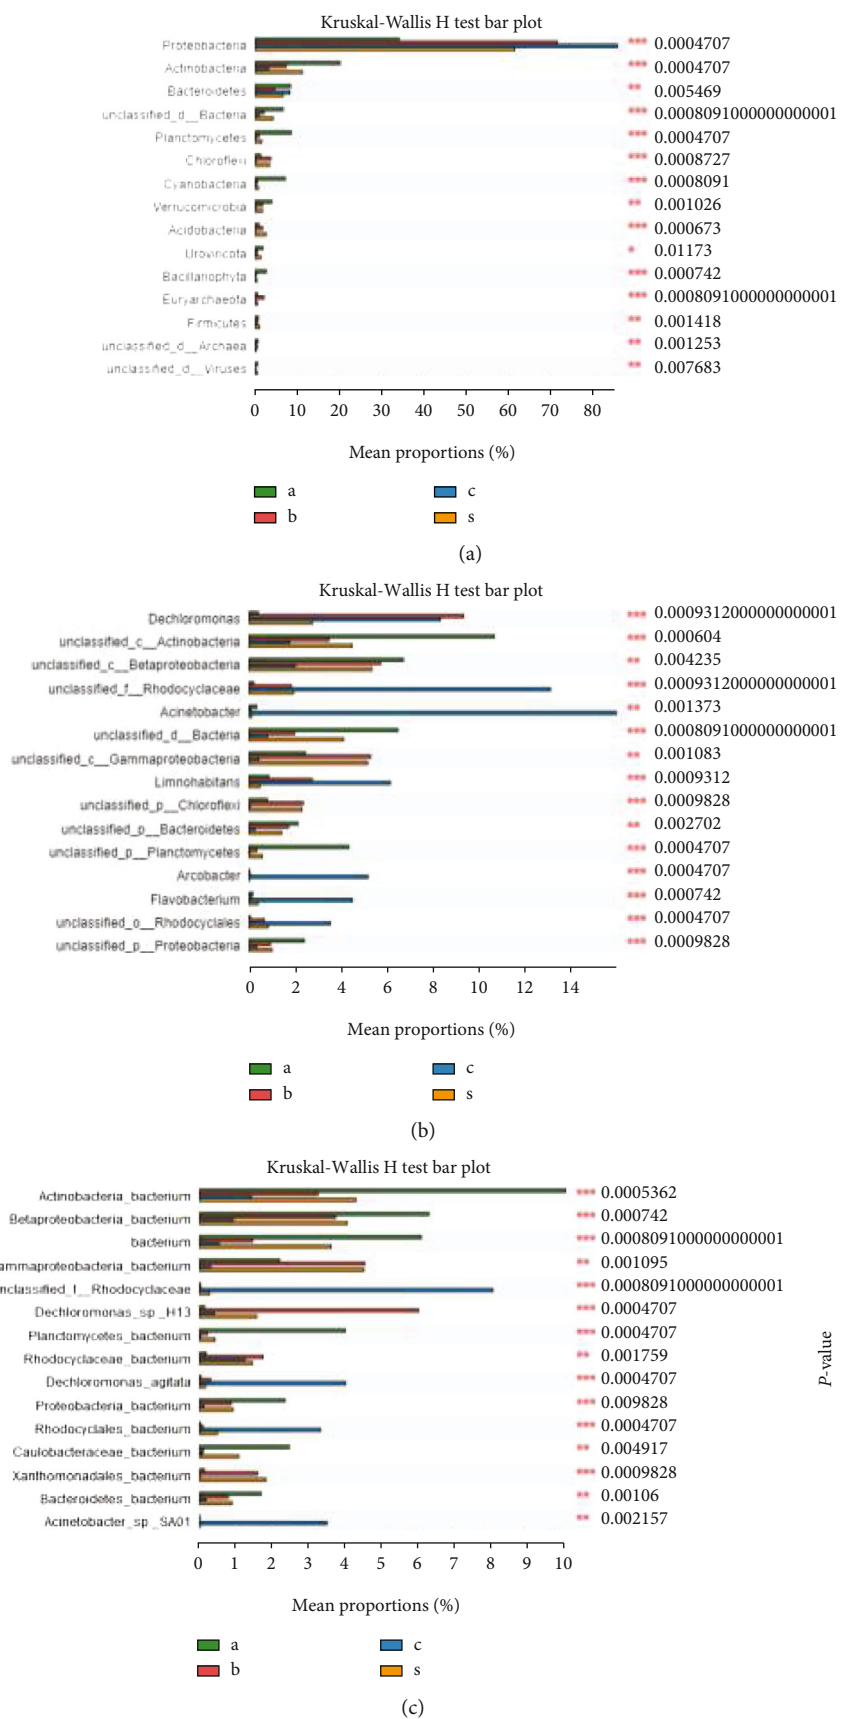 Kruskal-Wallis H test bar plot
Proteobacteria *** 0.0004707
Actinobacteria *** 0.0004707
Bacteroidetes ** 0.005469
unclassified_d__Bacteria *** 0.0008091000000000001
Planctomycetes *** 0.0004707
Chloroflexi *** 0.0008727
Cyanobacteria *** 0.0008091
Verrucomicrobia ** 0.001026
Acidobacteria *** 0.000673
Uroviricota * 0.01173
Bacillariophyta *** 0.000742
Euryarchaeota *** 0.0008091000000000001
Firmicutes ** 0.001418
unclassified_d__Archaea ** 0.001253
unclassified_d__Viruses ** 0.007683
0 10 20 30 40 50 60 70 80
Mean proportions (%)
a c
b s
(a)
Kruskal-Wallis H test bar plot
Dechloromonas *** 0.0009312000000000001
unclassified_c__Actinobacteria *** 0.000604
unclassified_c__Betaproteobacteria ** 0.004235
unclassified_f__Rhodocyclaceae *** 0.0009312000000000001
Acinetobacter ** 0.001373
unclassified_d__Bacteria *** 0.0008091000000000001
unclassified_c__Gammaproteobacteria ** 0.001083
Limnohabitans *** 0.0009312
unclassified_p__Chloroflexi *** 0.0009828
unclassified_p__Bacteroidetes ** 0.002702
unclassified_p__Planctomycetes *** 0.0004707
Arcobacter *** 0.0004707
Flavobacterium *** 0.000742
unclassified_o__Rhodocyclales *** 0.0004707
unclassified_p__Proteobacteria *** 0.0009828
0 2 4 6 8 10 12 14
Mean proportions (%)
a c
b s
(b)
Kruskal-Wallis H test bar plot
Actinobacteria_bacterium *** 0.0005362
Betaproteobacteria_bacterium *** 0.000742
bacterium *** 0.0008091000000000001
ammaproteobacteria_bacterium ** 0.001095
nclassified_f__Rhodocyclaceae *** 0.0008091000000000001
Dechloromonas_sp_H13 *** 0.0004707
Planctomycetes_bacterium *** 0.0004707
Rhodocyclaceae_bacterium ** 0.001759
Dechloromonas_agitata *** 0.0004707
Proteobacteria_bacterium *** 0.009828
Rhodocyclales_bacterium *** 0.0004707
Caulobacteraceae_bacterium ** 0.004917
Xanthomonadales_bacterium *** 0.0009828
Bacteroidetes_bacterium ** 0.00106
Acinetobacter_sp._SA01 ** 0.002157
P-value
0 1 2 3 4 5 6 7 8 9 10
Mean proportions (%)
a c
b s
(c)